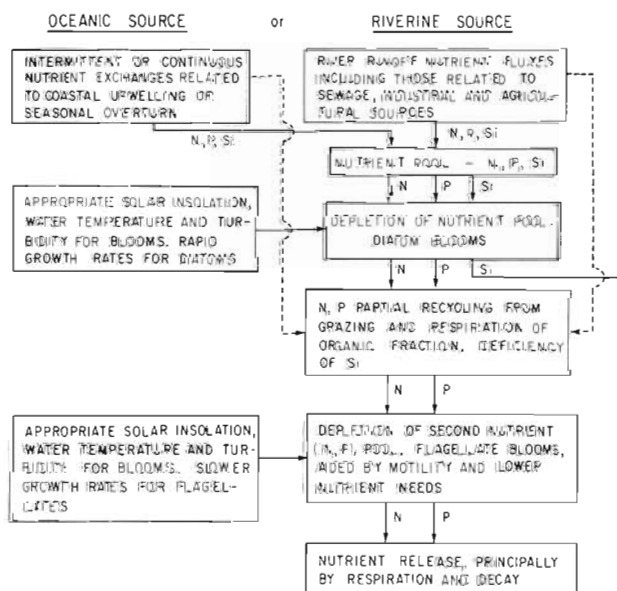 OCEANIC SOURCE or RIVERINE SOURCE
INTERMITTENT OR CONTINUOUS
NUTRIENT EXCHANGES RELATED
TO COASTAL UPWELLING OR
SEASONAL OVERTURN
RIVER RUNOFF NUTRIENT FLUXES
INCLUDING THOSE RELATED TO
SEWAGE, INDUSTRIAL AND AGRICU-
TURAL SOURCES
N, P, Si
N, P, Si
NUTRIENT POOL - N, P, Si
N P Si
APPROPRIATE SOLAR INSOLATION,
WATER TEMPERATURE AND TUR-
BIDITY FOR BLOOMS. RAPID
GROWTH RATES FOR DIATOMS
DEPLETION OF NUTRIENT POOL.
DIATOM BLOOMS
N P Si
N, P PARTIAL RECYCLING FROM
GRAZING AND RESPIRATION OF
ORGANIC FRACTION. DEFICIENCY
OF Si
N P
APPROPRIATE SOLAR INSOLATION,
WATER TEMPERATURE AND TUR-
BIDITY FOR BLOOMS. SLOWER
GROWTH RATES FOR FLAGEL-
LATES
DEPLETION OF SECOND NUTRIENT
(N, P) POOL. FLAGELLATE BLOOMS,
AIDED BY MOTILITY AND LOWER
NUTRIENT NEEDS
N P
NUTRIENT RELEASE, PRINCIPALLY
BY RESPIRATION AND DECAY